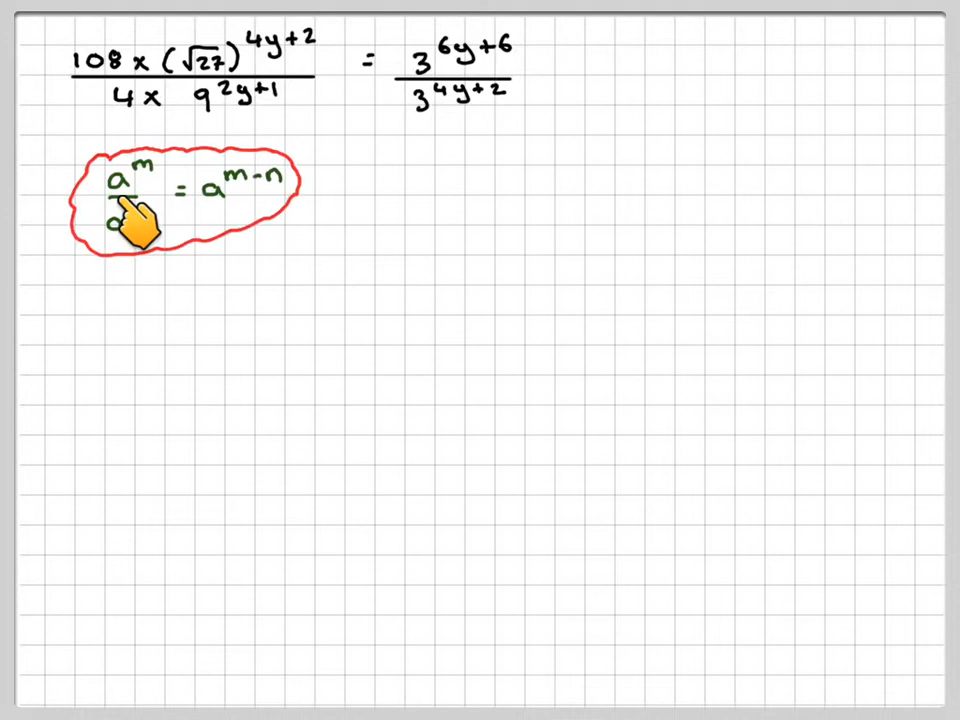 108 x (√27)^4y+2 / 4 x 9^2y+1 = 3^6y+6 / 3^4y+2
a^m / a = a^m-n